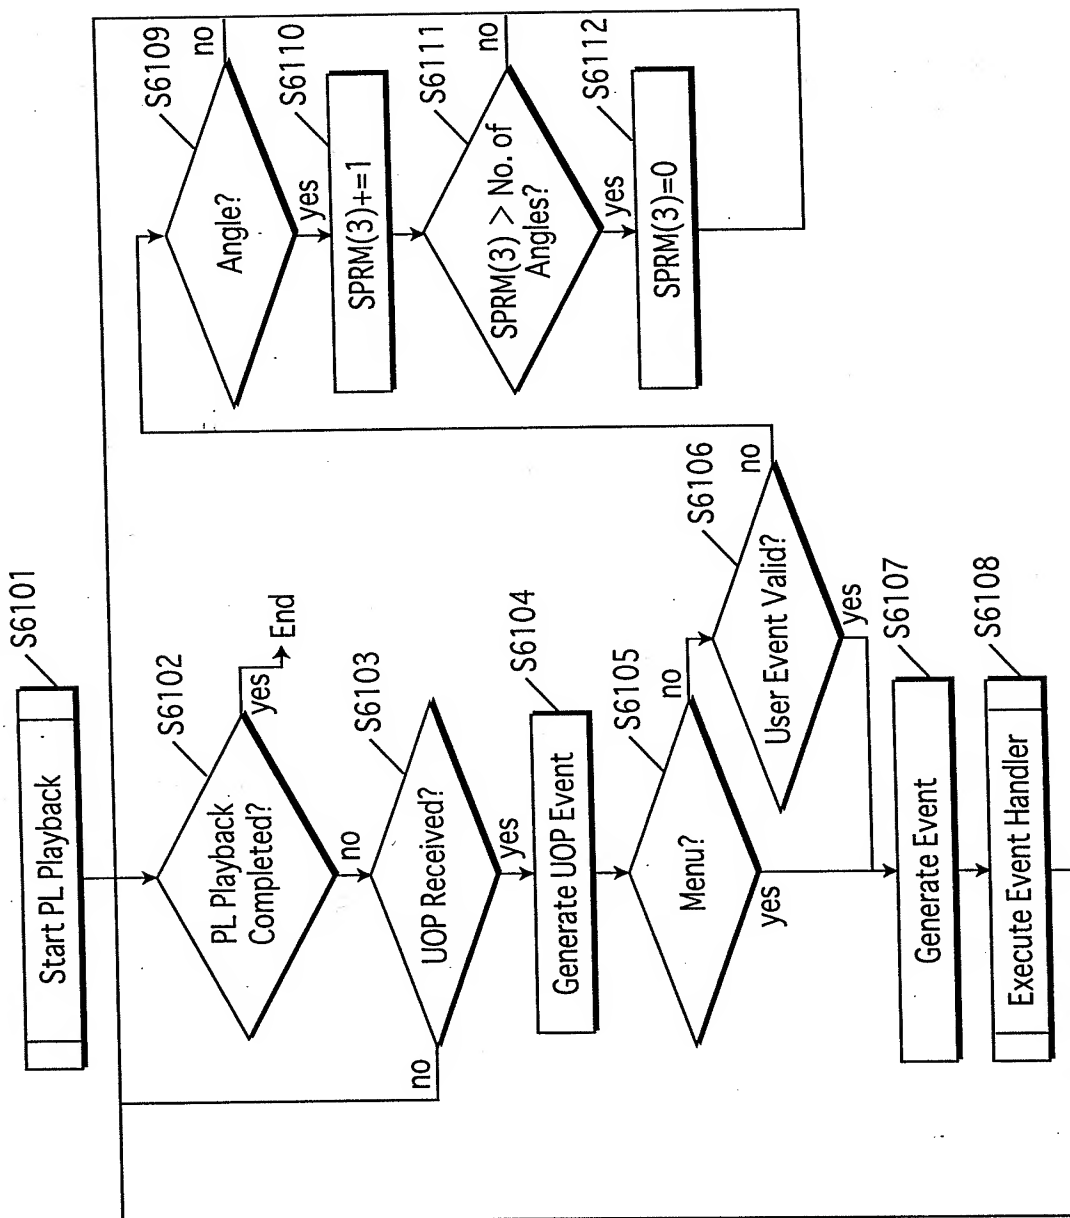 S6101
Start PL Playback
S6102
PL Playback
Completed?
yes
End
no
S6103
UOP Received?
no
yes
S6104
Generate UOP Event
S6105
Menu?
no
yes
S6106
User Event Valid?
no
yes
S6107
Generate Event
S6108
Execute Event Handler
S6109
Angle?
no
yes
S6110
SPRM(3)+=1
S6111
SPRM(3) > No. of
Angles?
no
yes
S6112
SPRM(3)=0